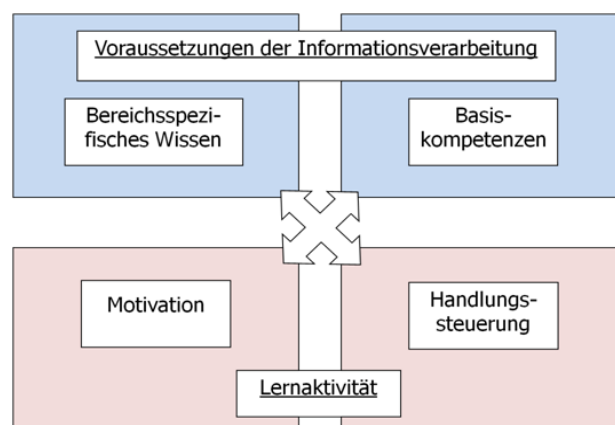 Voraussetzungen der Informationsverarbeitung
Bereichsspezi-
fisches Wissen
Basis-
kompetenzen
Motivation
Handlungs-
steuerung
Lernaktivität